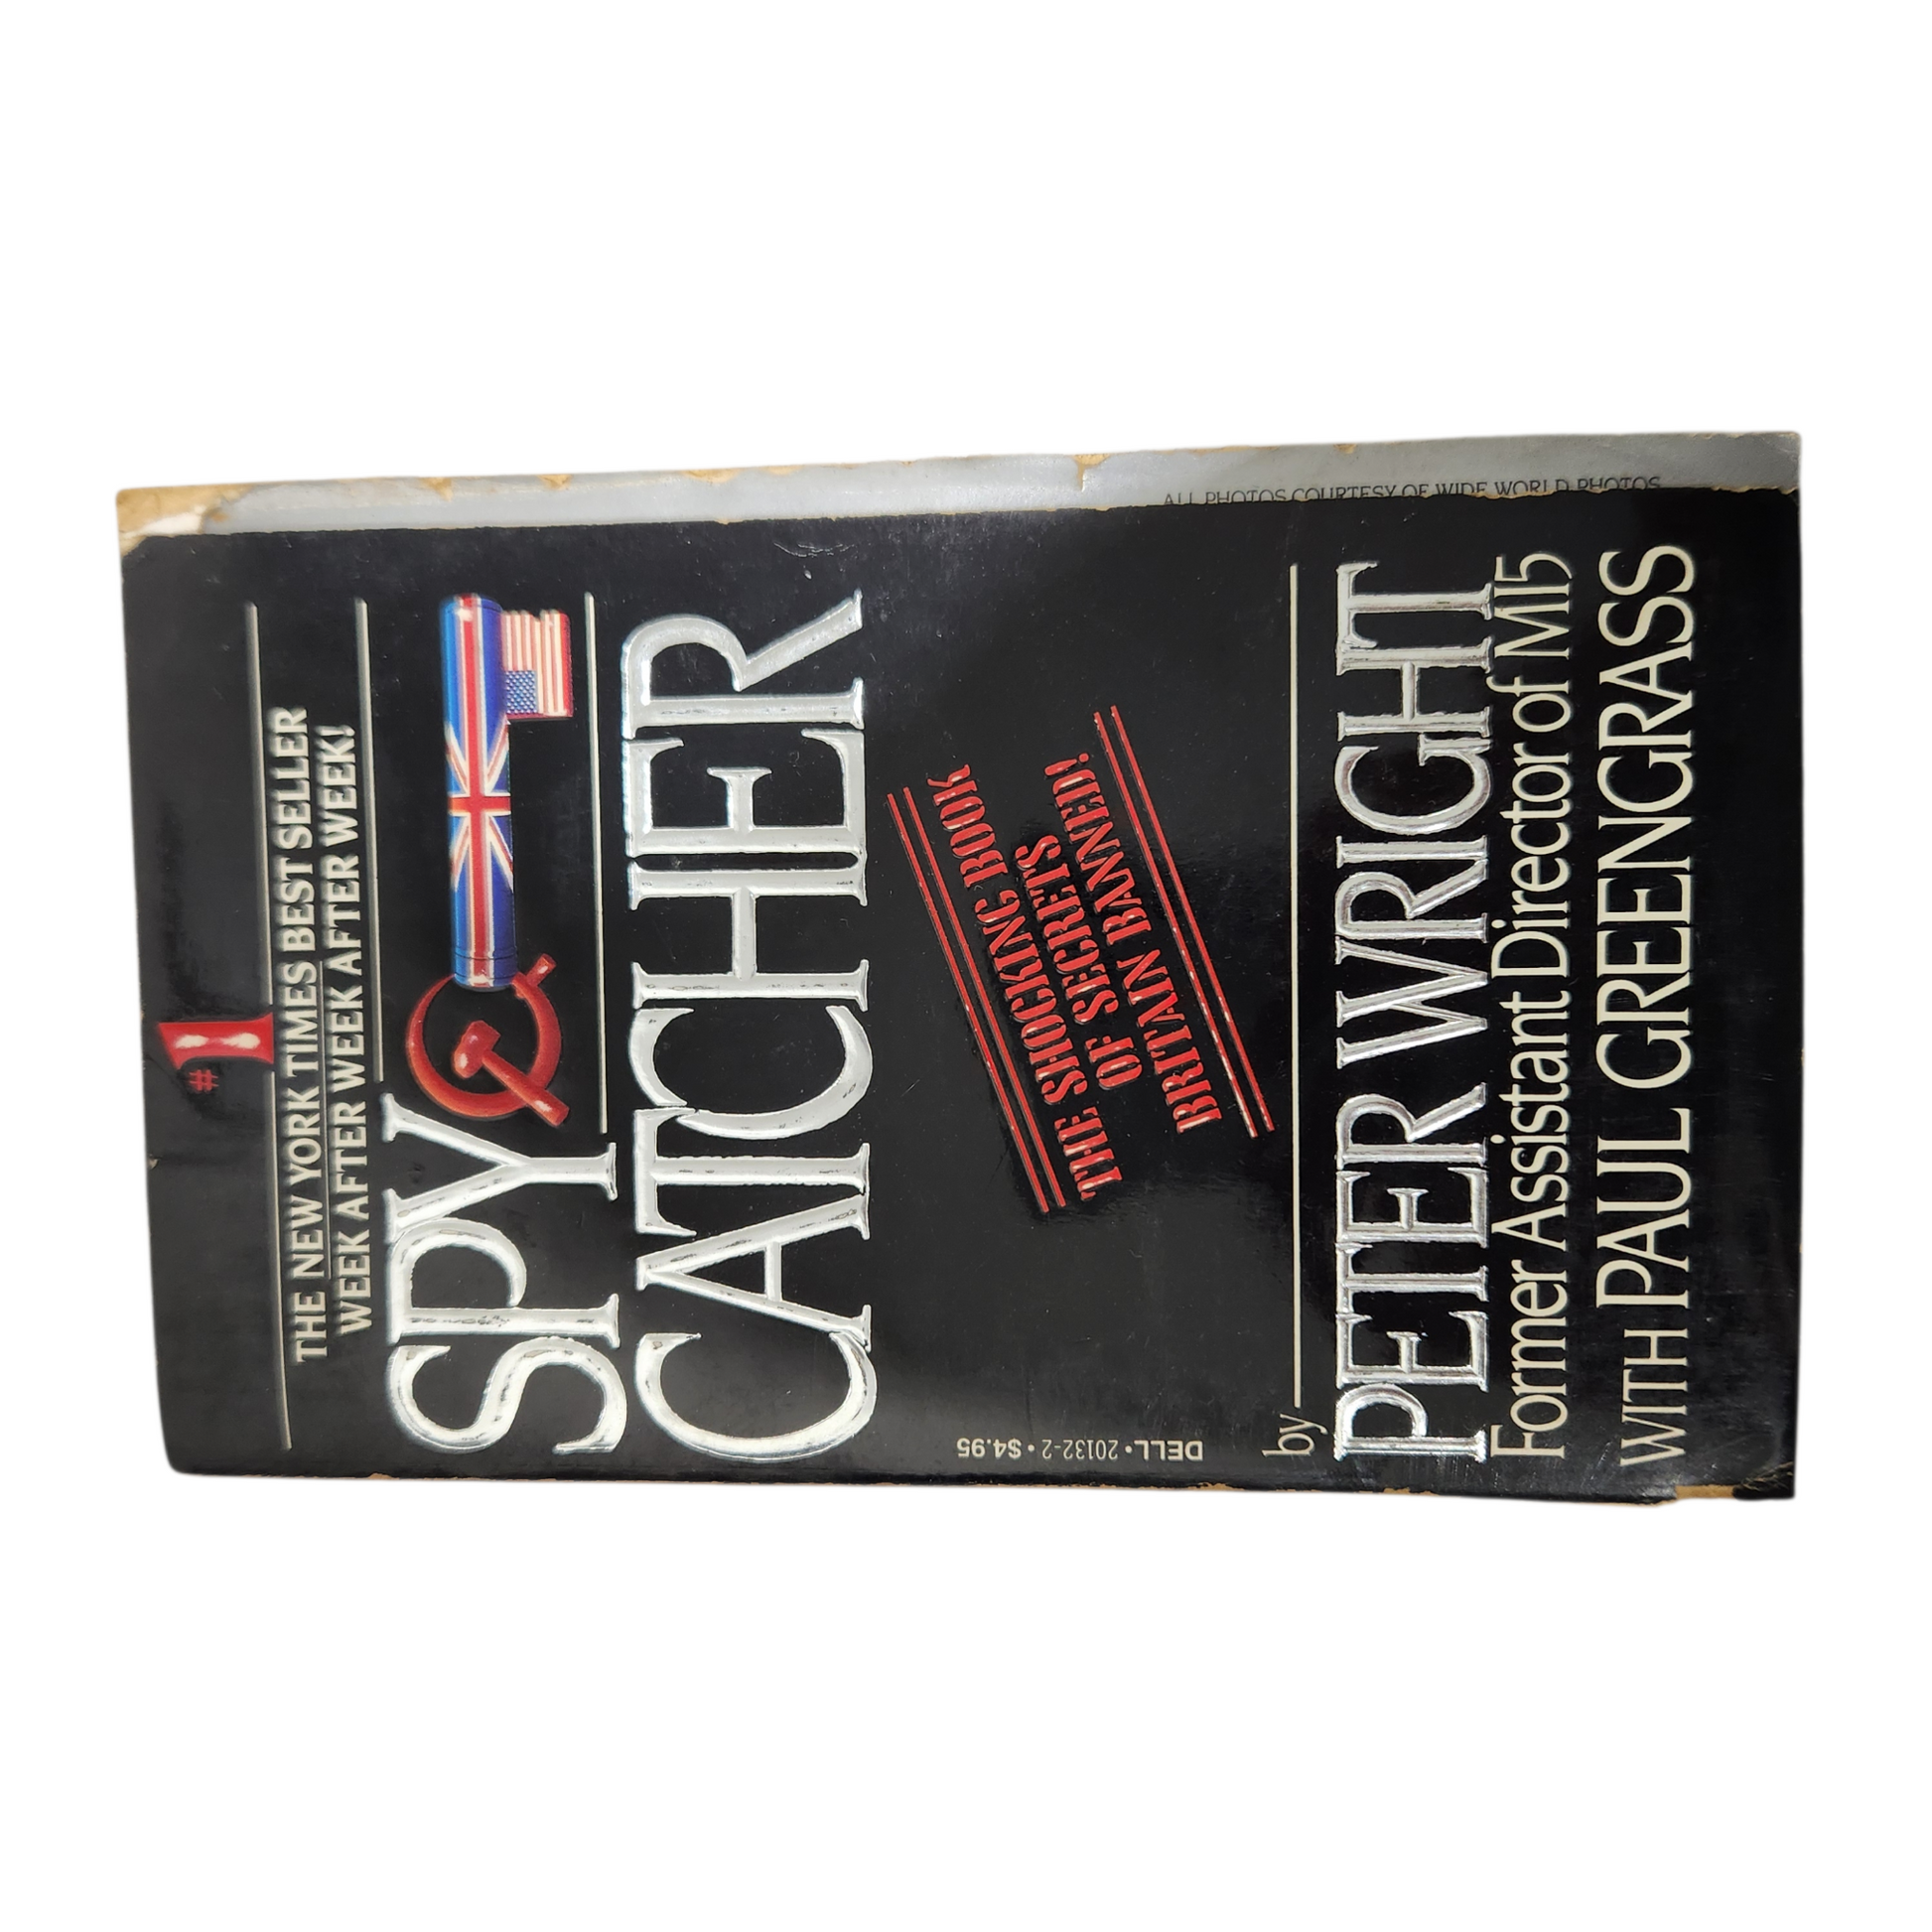 #1
THE NEW YORK TIMES BEST SELLER
WEEK AFTER WEEK AFTER WEEK!
SPY
CATCHER
THE SHOCKING BOOK
OF SECRETS
BRITAIN BANNED!
DELL • 20132-2 • $4.95
by
PETER WRIGHT
Former Assistant Director of MI5
WITH PAUL GREENGRASS
ALL PHOTOS COURTESY OF WIDE WORLD PHOTOS